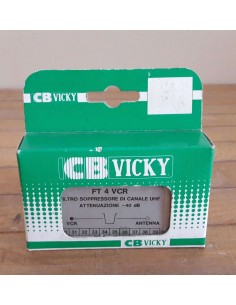 CB VICKY
CB VICKY
FT 4 VCR
FILTRO SOPPRESSORE DI CANALE UHF
ATTENUAZIONE ~40 dB
VCR ANTENNA
CB VICKY